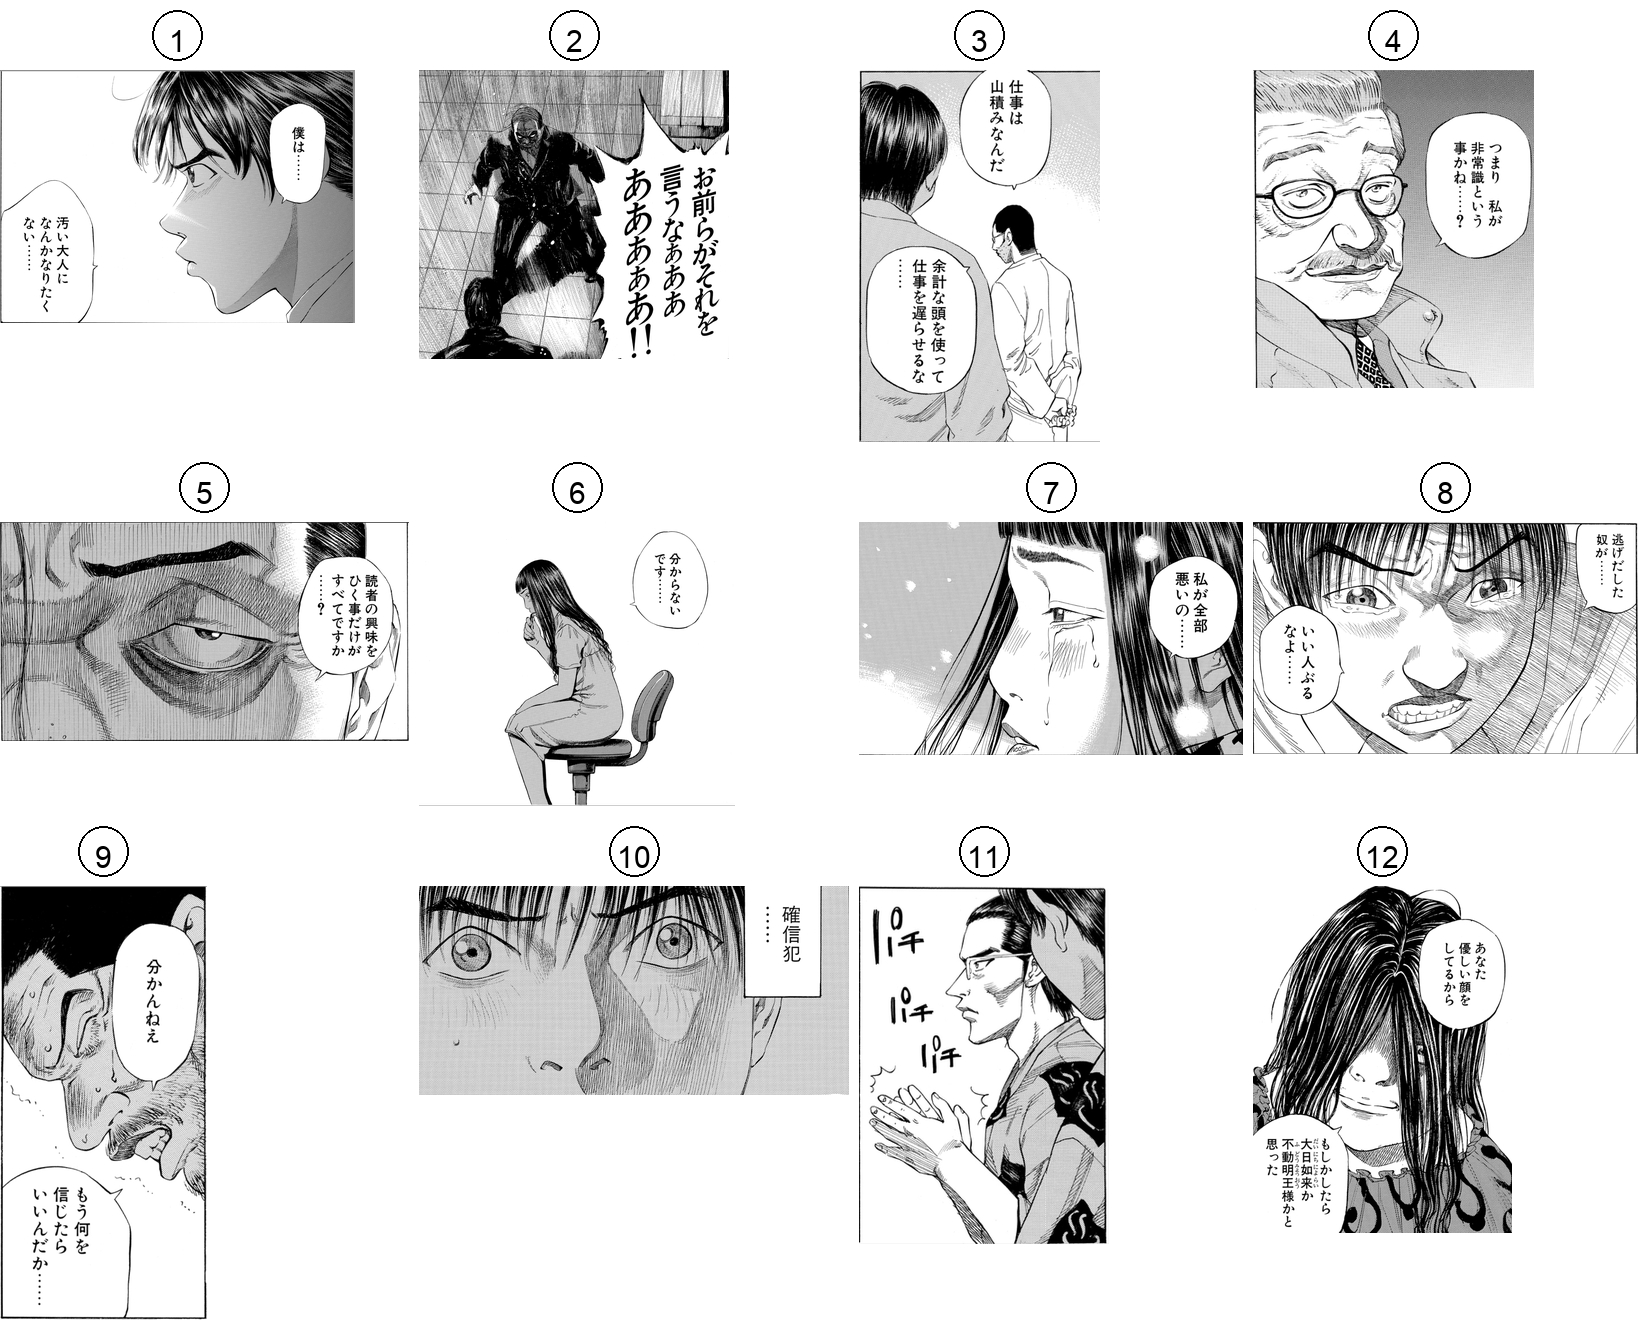 1
僕は……
汚い大人に
なんかなりたく
ない……
2
お前らがそれを
言うなぁああ
あああああ!!
3
仕事は
山積みなんだ
余計な頭を使って
仕事を遅らせるな
……
4
つまり 私が
非常識という
事かね……?
5
読者の興味を
ひく事だけが
すべてですか
……?
6
分からない
です……
7
私が全部
悪いの……
8
逃げだした
奴が……
いい人ぶる
なよ……
9
分かんねえ
もう何を
信じたら
いいんだか……
10
確信犯
……
11
パチ
パチ
パチ
12
あなた
優しい顔を
してるから
もしかしたら
大日如来か
不動明王様かと
思った